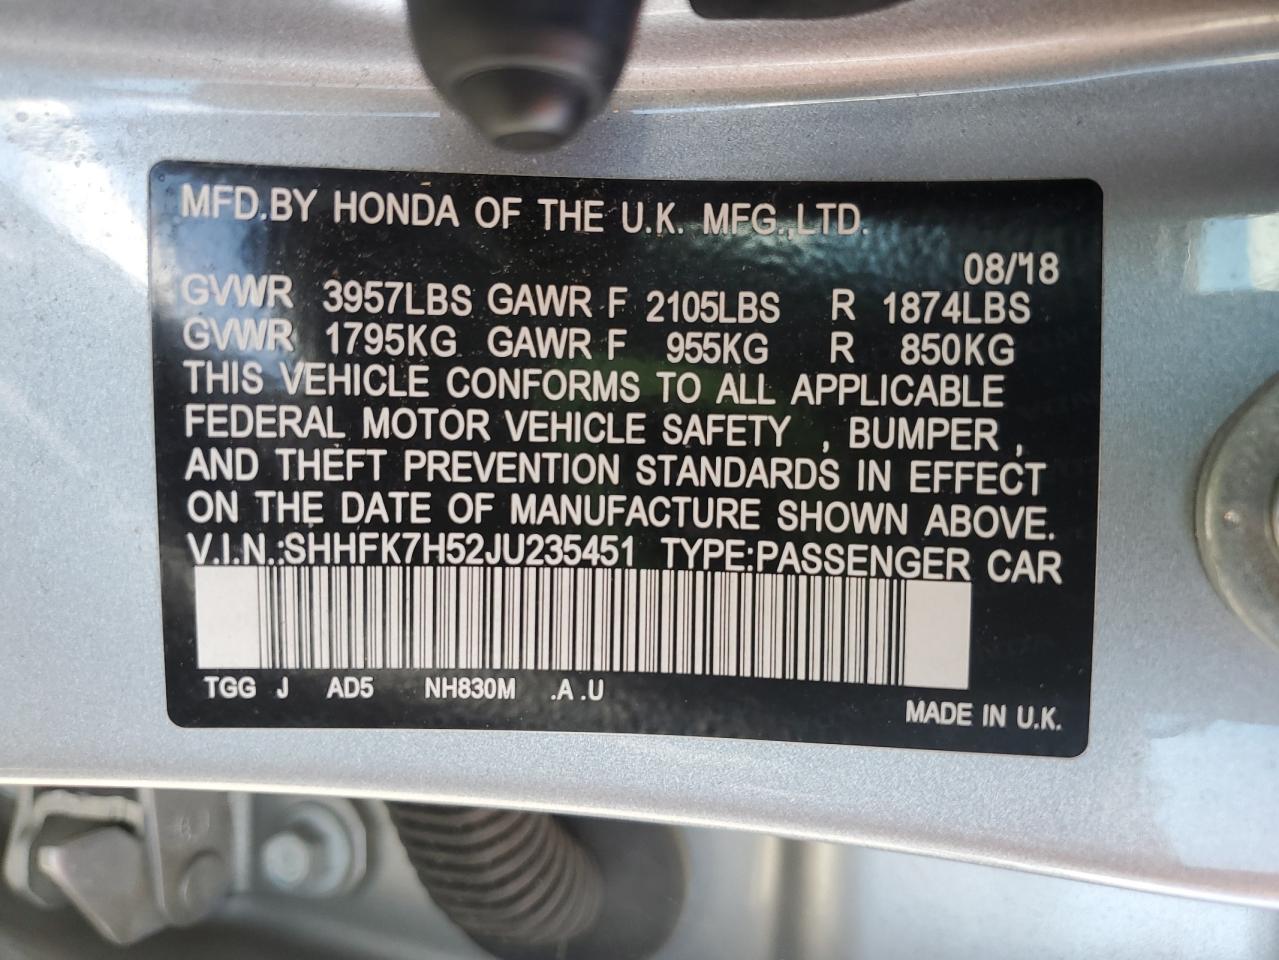 MFD.BY HONDA OF THE U.K. MFG.,LTD.
08/'18
GVWR 3957LBS GAWR F 2105LBS R 1874LBS
GVWR 1795KG GAWR F 955KG R 850KG
THIS VEHICLE CONFORMS TO ALL APPLICABLE
FEDERAL MOTOR VEHICLE SAFETY , BUMPER ,
AND THEFT PREVENTION STANDARDS IN EFFECT
ON THE DATE OF MANUFACTURE SHOWN ABOVE.
V.I.N.:SHHFK7H52JU235451 TYPE:PASSENGER CAR
TGG J AD5 NH830M .A .U
MADE IN U.K.